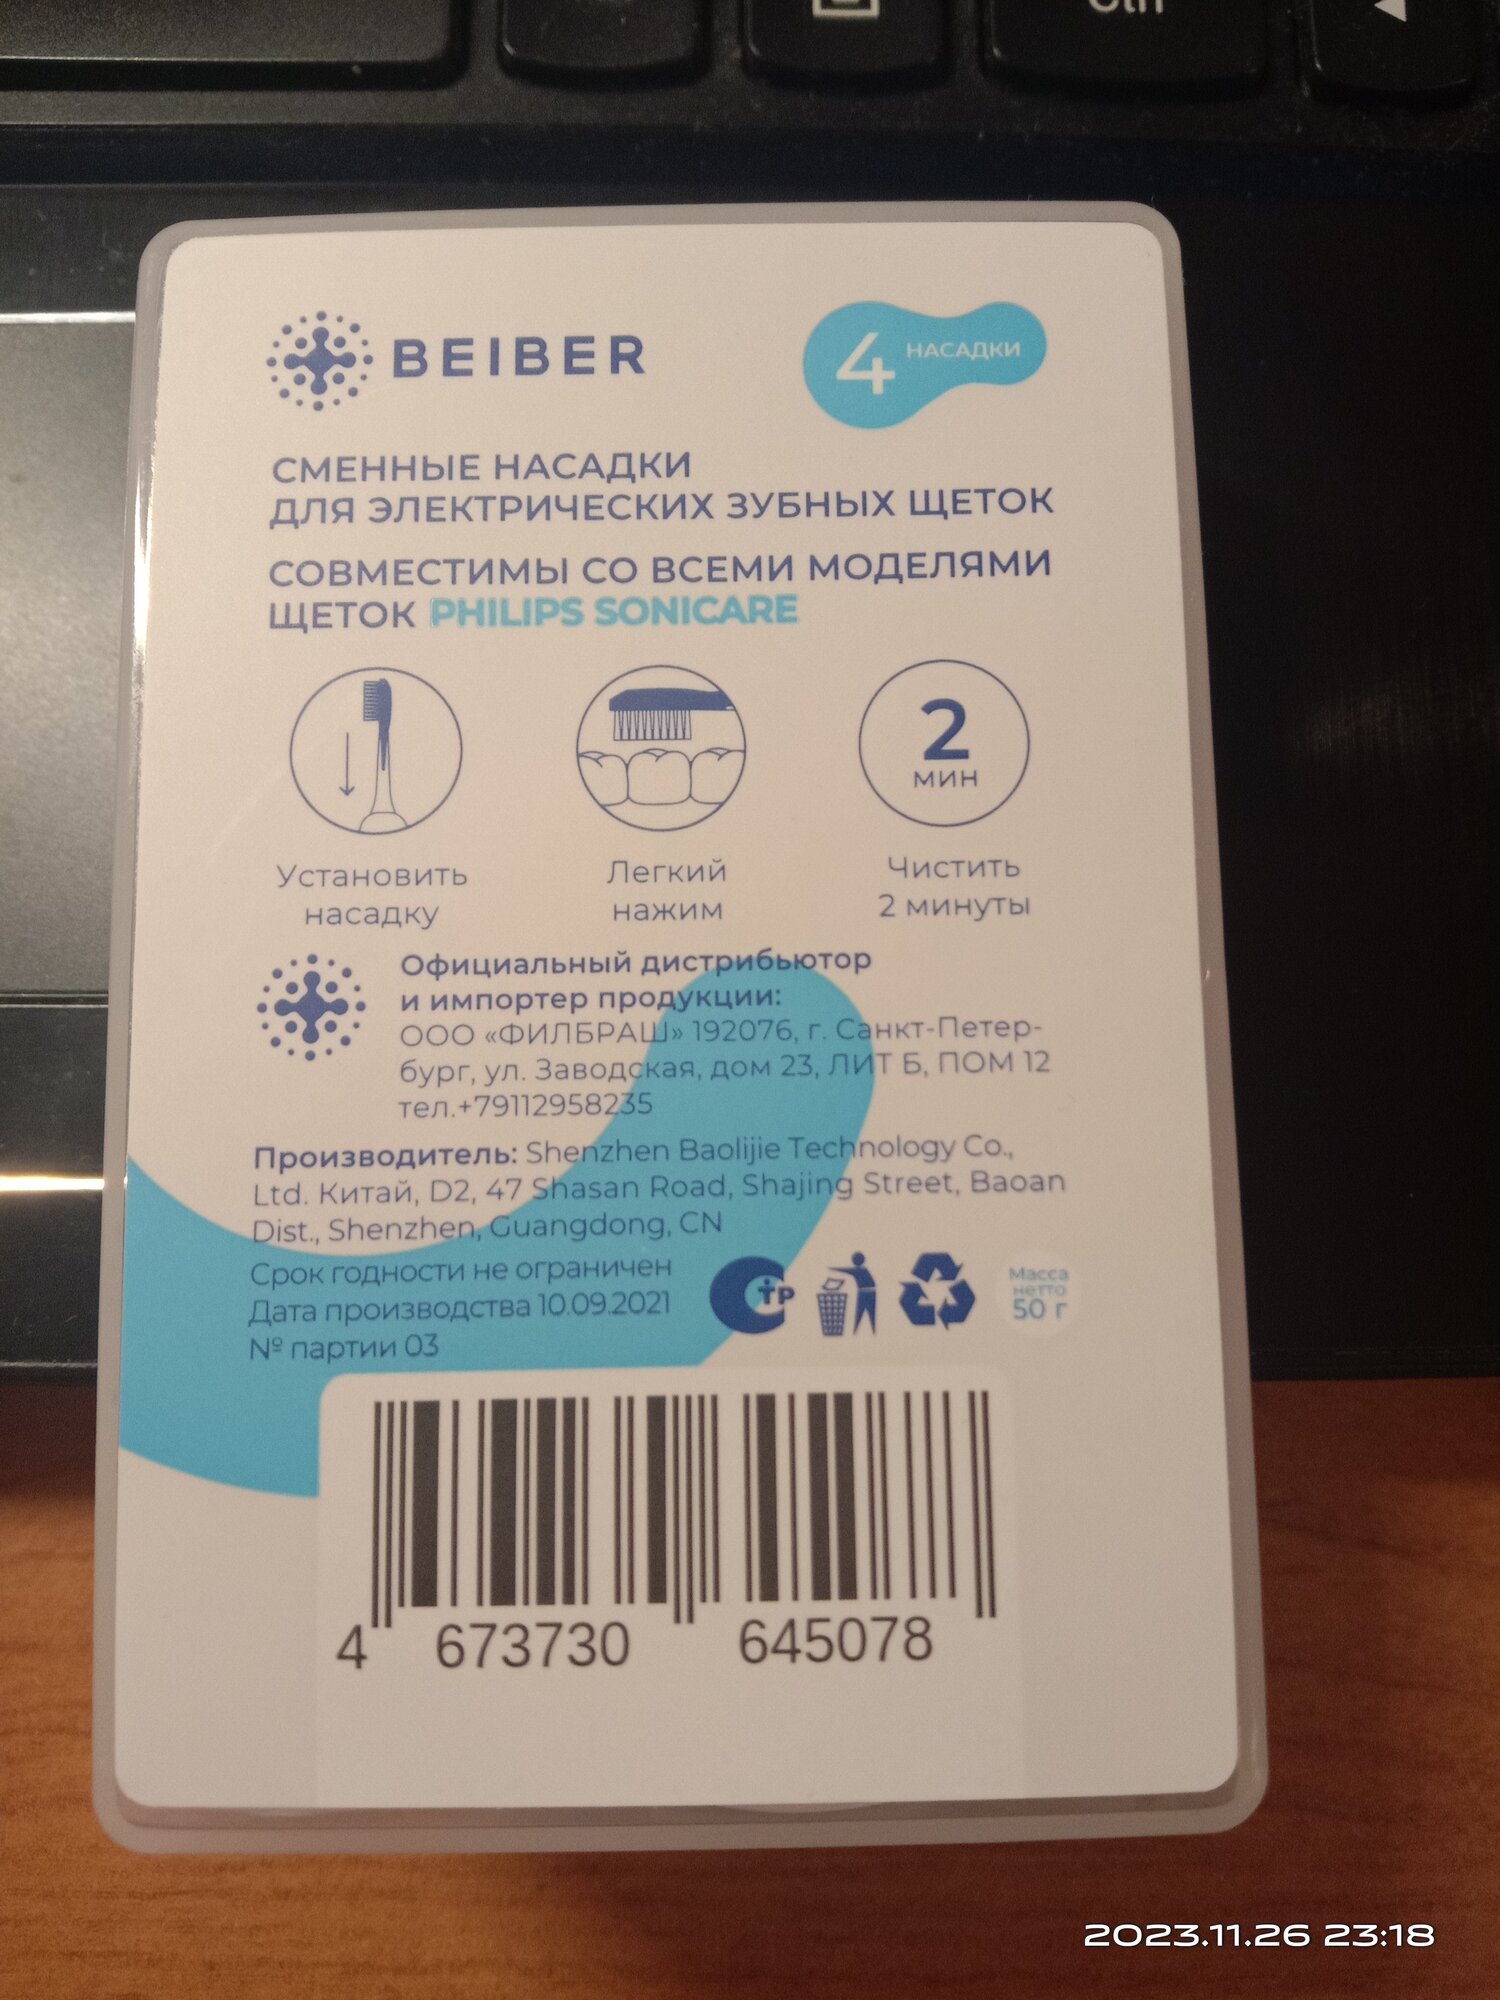 Ctrl
BEIBER
4 НАСАДКИ
СМЕННЫЕ НАСАДКИ
ДЛЯ ЭЛЕКТРИЧЕСКИХ ЗУБНЫХ ЩЕТОК
СОВМЕСТИМЫ СО ВСЕМИ МОДЕЛЯМИ
ЩЕТОК PHILIPS SONICARE
2
МИН
Установить
насадку
Легкий
нажим
Чистить
2 минуты
Официальный дистрибьютор
и импортер продукции:
ООО «ФИЛБРАШ» 192076, г. Санкт-Петер-
бург, ул. Заводская, дом 23, ЛИТ Б, ПОМ 12
тел.+79112958235
Производитель: Shenzhen Baolijie Technology Co.,
Ltd. Китай, D2, 47 Shasan Road, Shajing Street, Baoan
Dist., Shenzhen, Guangdong, CN
Срок годности не ограничен
Дата производства 10.09.2021
№ партии 03
СТР
Масса
нетто
50 г
4 673730 645078
2023.11.26 23:18